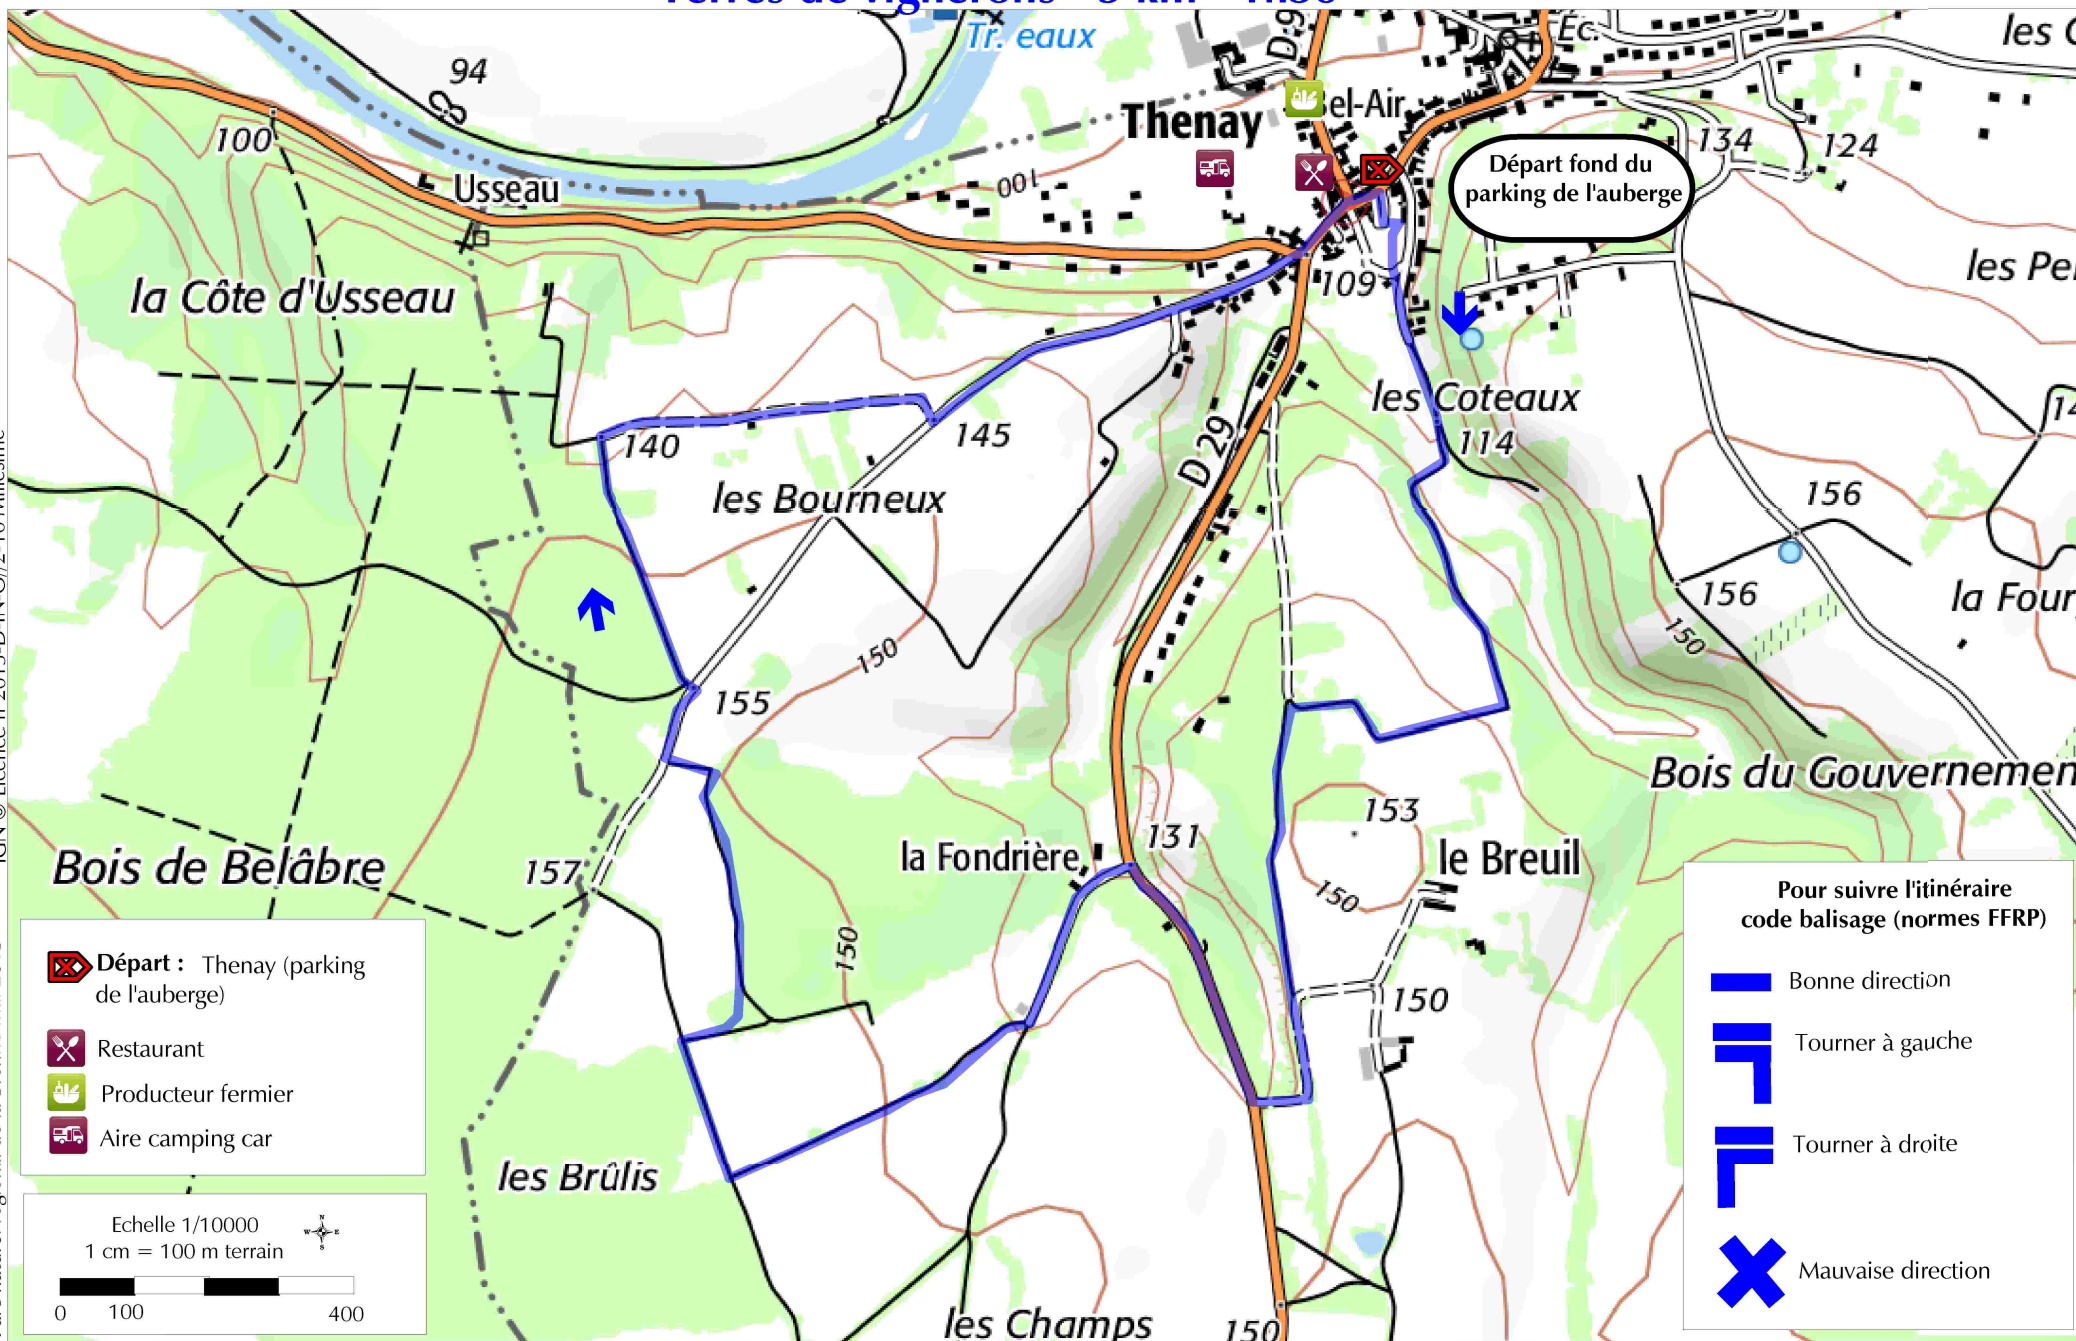 Tr. eaux
Ec.
94
Thenay
el-Air
100
134
124
Départ fond du
parking de l'auberge
Usseau
100
109
la Côte d'Usseau
les Coteaux
145
140
114
D 29
les Bourneux
156
156
150
150
155
Bois du Gouvernemen
153
131
la Fondrière
le Breuil
150
Bois de Belâbre
157
150
150
les Brûlis
les Champs
150
Départ : Thenay (parking
de l'auberge)
Restaurant
Producteur fermier
Aire camping car
Echelle 1/10000
1 cm = 100 m terrain
N
W E
S
0 100 400
Pour suivre l'itinéraire
code balisage (normes FFRP)
Bonne direction
Tourner à gauche
Tourner à droite
Mauvaise direction